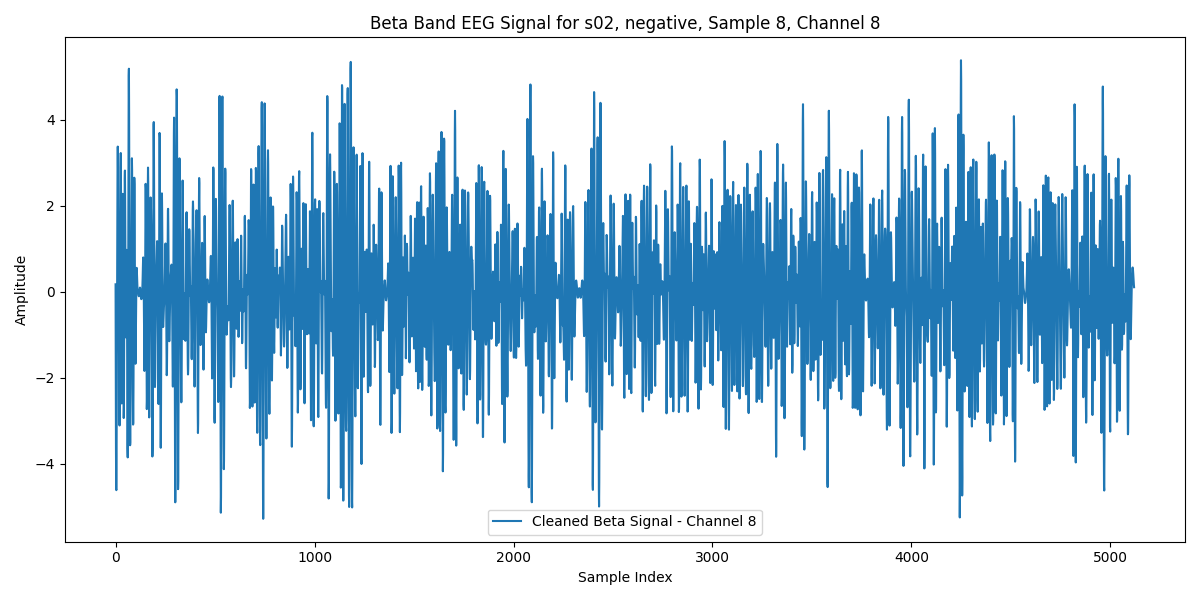 Beta Band EEG Signal for s02, negative, Sample 8, Channel 8
Amplitude
4
2
0
−2
−4
Cleaned Beta Signal - Channel 8
0 1000 2000 3000 4000 5000
Sample Index